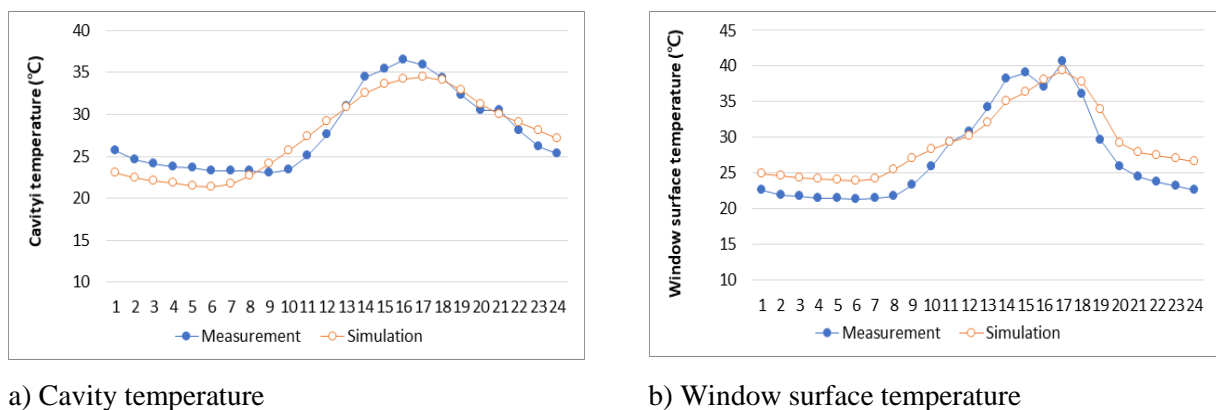 Cavityi temperature (℃)
40
35
30
25
20
15
10
1 2 3 4 5 6 7 8 9 10 11 12 13 14 15 16 17 18 19 20 21 22 23 24
Measurement Simulation
a) Cavity temperature
Window surface temperature (℃)
45
40
35
30
25
20
15
10
1 2 3 4 5 6 7 8 9 10 11 12 13 14 15 16 17 18 19 20 21 22 23 24
Measurement Simulation
b) Window surface temperature